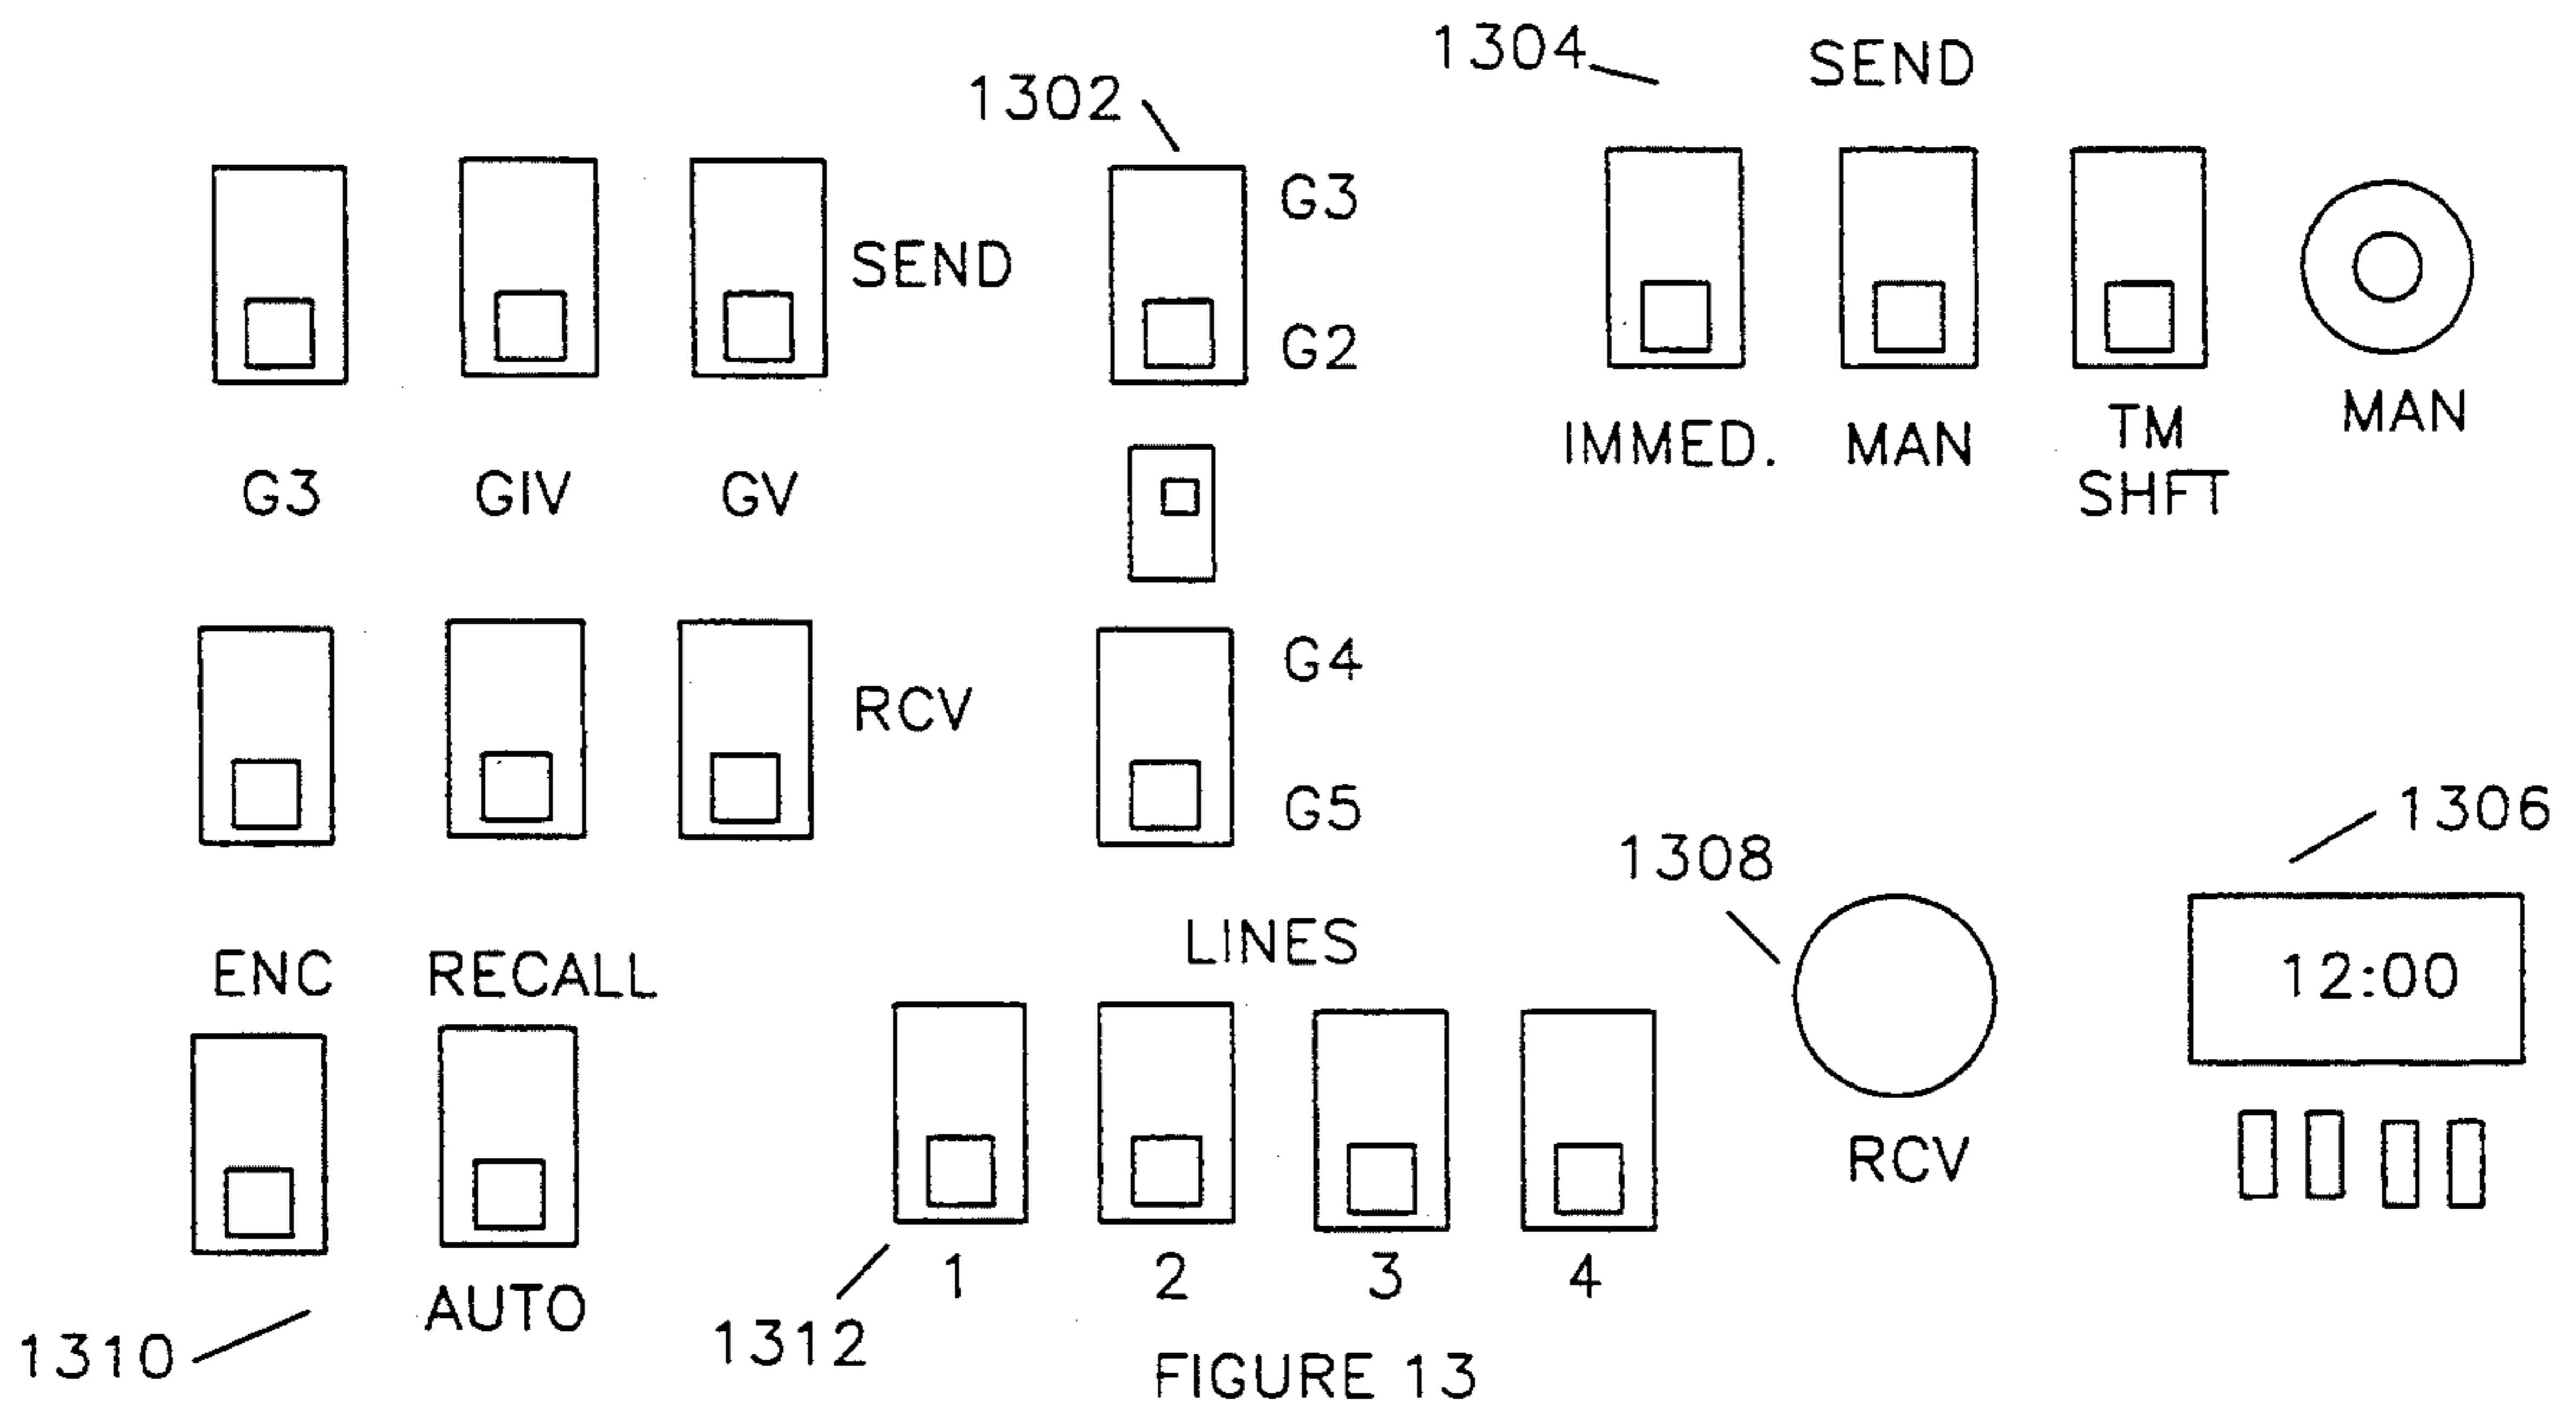 1304
SEND
1302
G3
SEND
G2
IMMED.
MAN
TM
SHFT
MAN
G3
GIV
GV
G4
RCV
G5
1308
1306
ENC
RECALL
LINES
12:00
RCV
1
2
3
4
AUTO
1310
1312
FIGURE 13